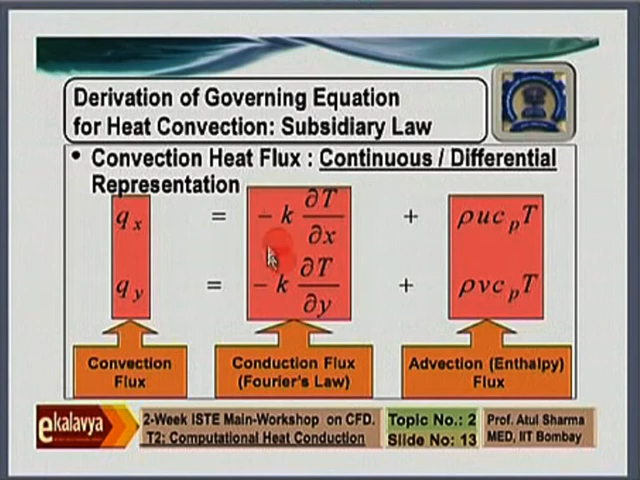 Derivation of Governing Equation
for Heat Convection: Subsidiary Law
• Convection Heat Flux : Continuous / Differential
Representation
q_x = −k ∂T/∂x + ρuc_pT
q_y = −k ∂T/∂y + ρvc_pT
Convection
Flux
Conduction Flux
(Fourier's Law)
Advection (Enthalpy)
Flux
ekalavya
2-Week ISTE Main-Workshop on CFD.
T2: Computational Heat Conduction
Topic No.: 2
Slide No: 13
Prof. Atul Sharma
MED, IIT Bombay